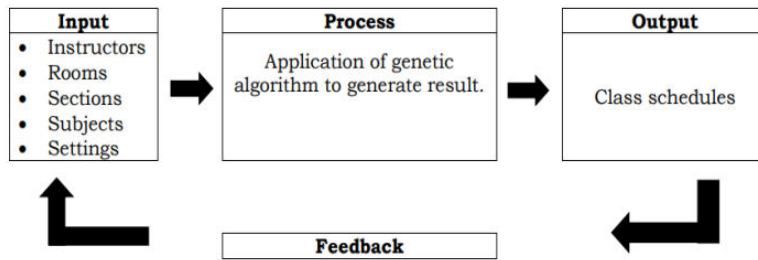 Input
• Instructors
• Rooms
• Sections
• Subjects
• Settings
Process
Application of genetic
algorithm to generate result.
Output
Class schedules
Feedback